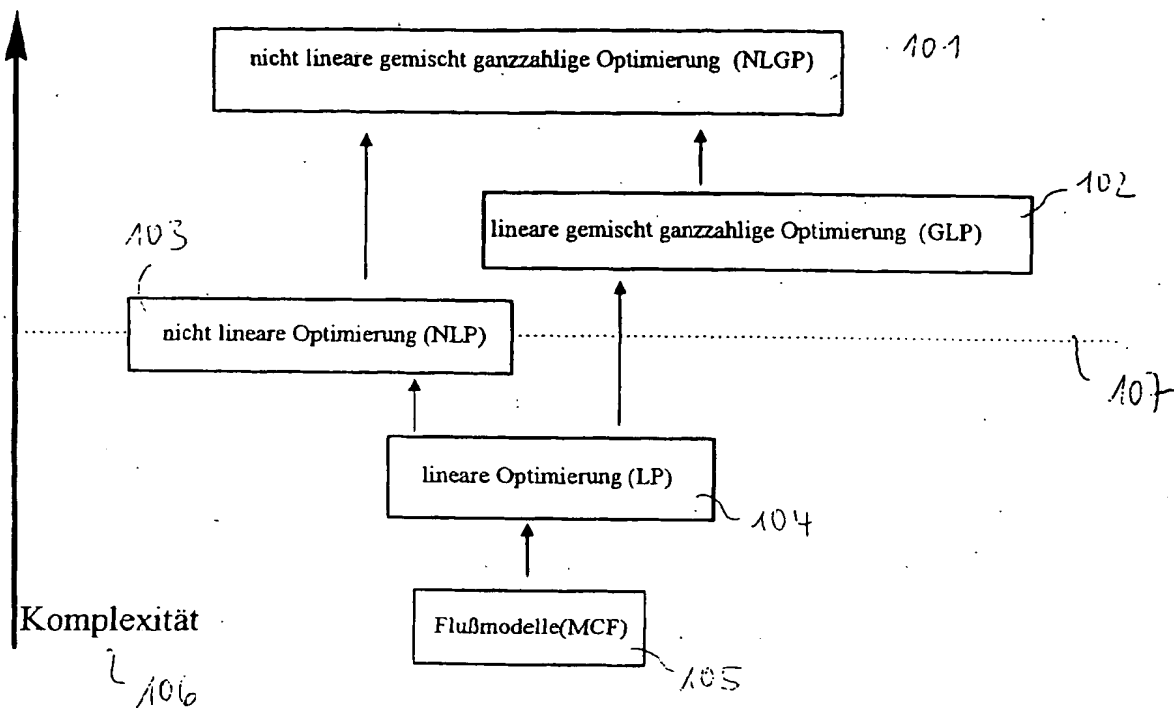 nicht lineare gemischt ganzzahlige Optimierung (NLGP)
101
102
lineare gemischt ganzzahlige Optimierung (GLP)
103
nicht lineare Optimierung (NLP)
107
lineare Optimierung (LP)
104
Komplexität
Flußmodelle(MCF)
105
106